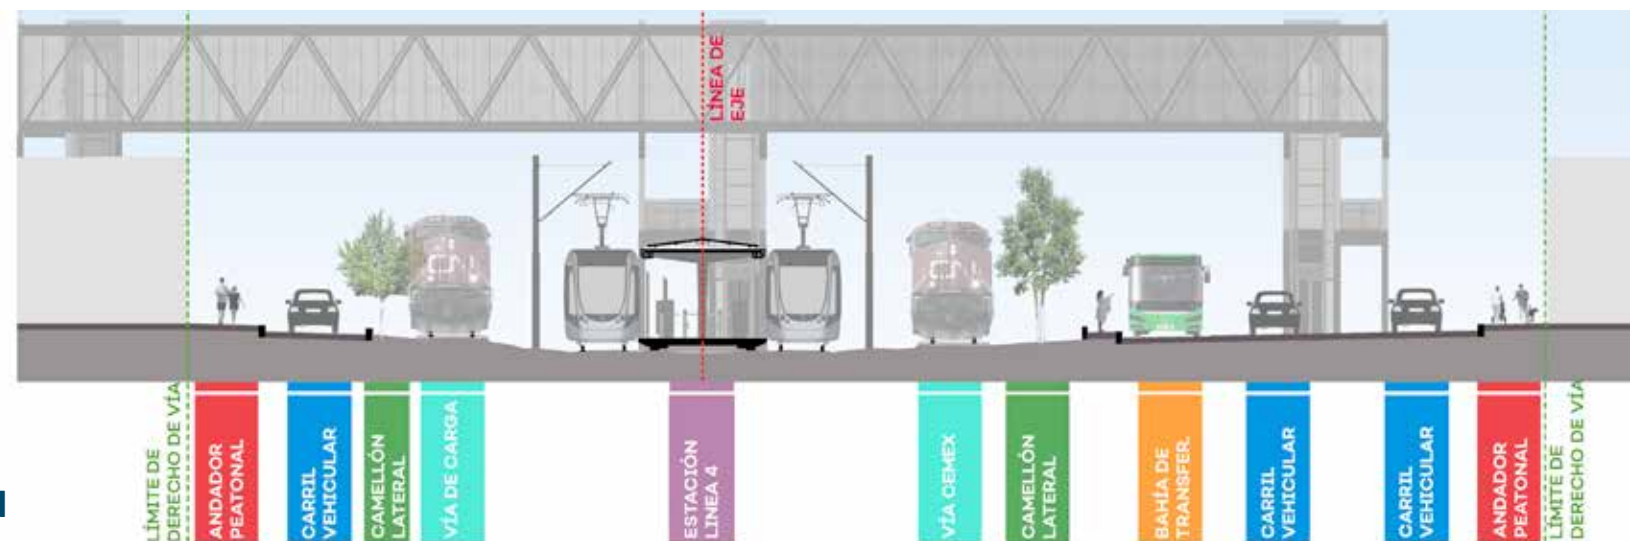 LÍNEA DE
EJE
LÍMITE DE
DERECHO DE VÍA
ANDADOR
PEATONAL
CARRIL
VEHICULAR
CAMELLÓN
LATERAL
VÍA DE CARGA
ESTACIÓN
LINEA 4
VÍA CEMEX
CAMELLÓN
LATERAL
BAHÍA DE
TRANSFER.
CARRIL
VEHICULAR
CARRIL
VEHICULAR
ANDADOR
PEATONAL
LÍMITE DE
DERECHO DE VÍA